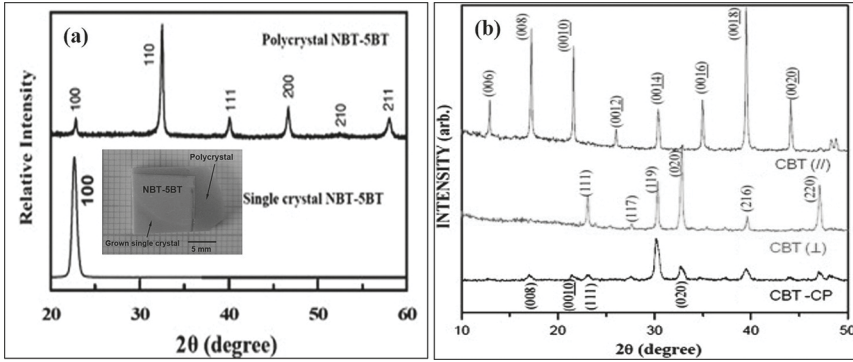 (a)
Polycrystal NBT-5BT
100
110
111
200
210
211
Relative Intensity
100
Single crystal NBT-5BT
Polycrystal
NBT-5BT
Grown single crystal
5 mm
20 30 40 50 60
2θ (degree)
(b)
(006)
(008)
(0010)
(0012)
(0014)
(0016)
(0018)
(0020)
CBT (//)
INTENSITY (arb.)
(111)
(117)
(119)
(020)
(216)
(220)
CBT (⊥)
CBT -CP
(008)
(0010)
(111)
(020)
10 20 30 40 50
2θ (degree)